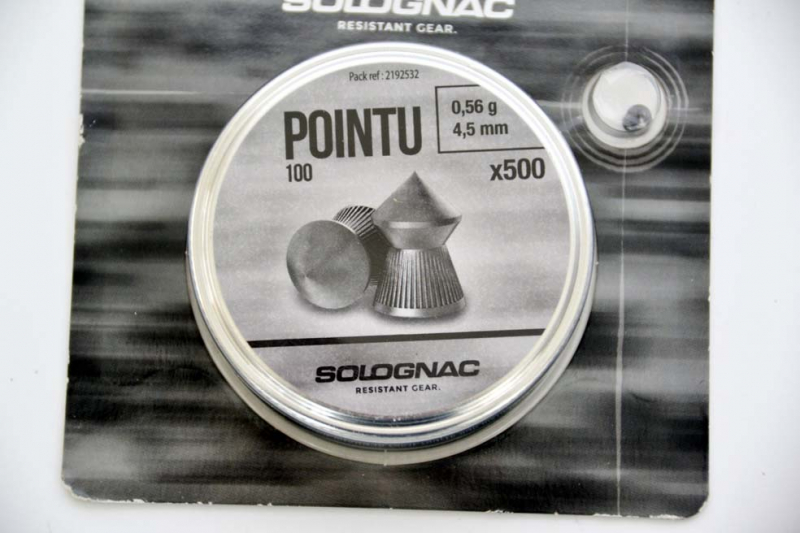 SOLOGNAC
RESISTANT GEAR.
Pack ref : 2192532
POINTU
100
0,56 g
4,5 mm
x500
SOLOGNAC
RESISTANT GEAR.